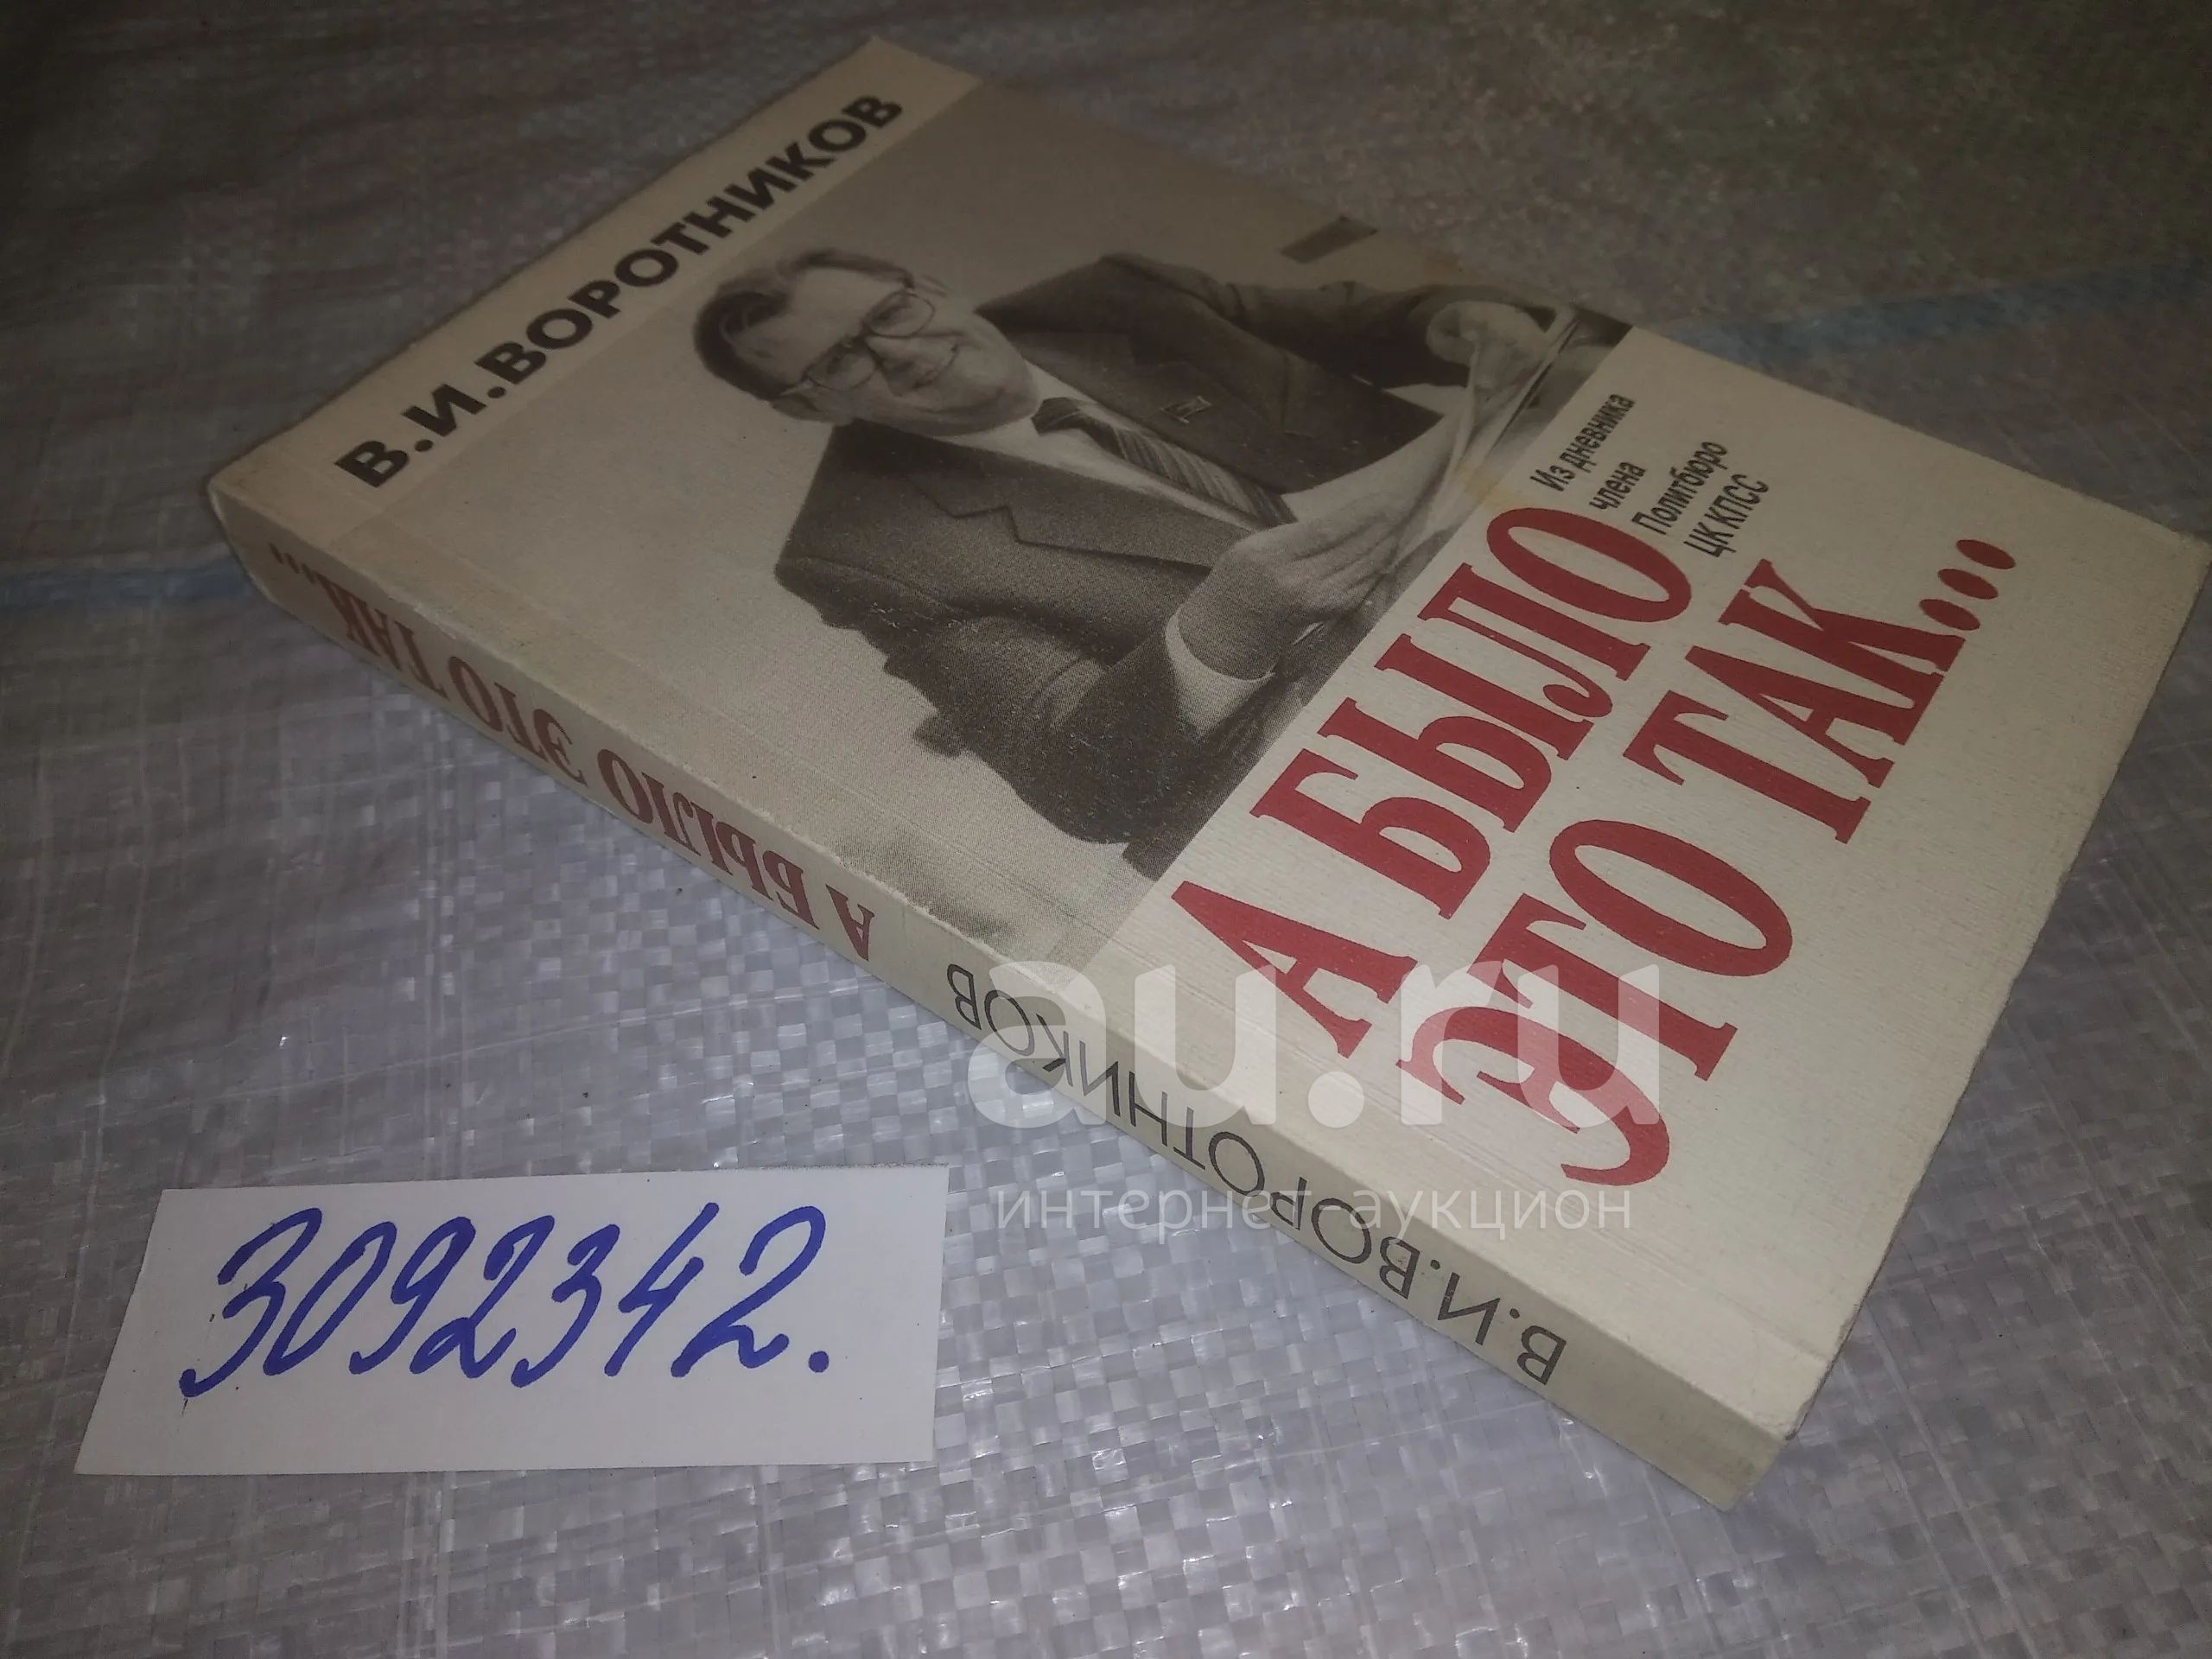 В.И.ВОРОТНИКОВ
Из дневника
члена
Политбюро
ЦК КПСС
А БЫЛО
ЭТО ТАК...
В.И.ВОРОТНИКОВ А БЫЛО ЭТО ТАК...
au.ru
интернет-аукцион
3092342.